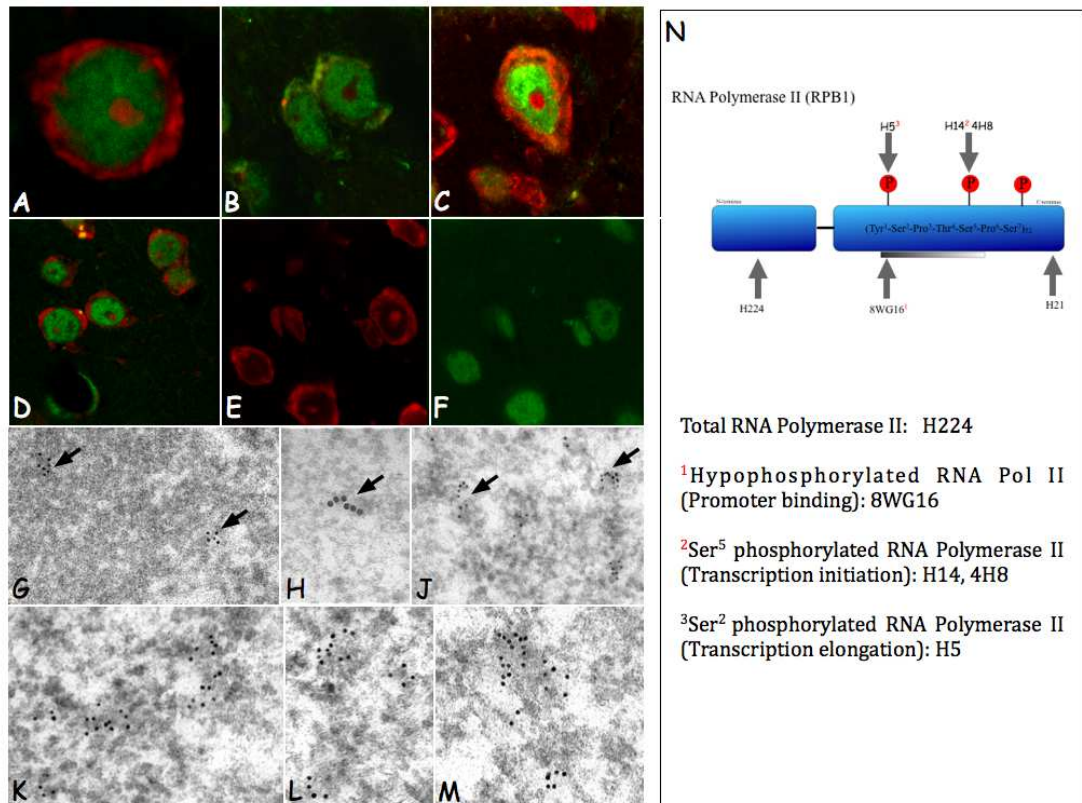 A
B
C
D
E
F
G
H
J
K
L
M
N
RNA Polymerase II (RPB1)
H5³ H14² 4H8
P P P
N-terminus C-terminus
(Tyr¹-Ser²-Pro³-Thr⁴-Ser⁵-Pro⁶-Ser⁷)₅₂
H224 8WG16¹ H21
Total RNA Polymerase II: H224
¹Hypophosphorylated RNA Pol II
(Promoter binding): 8WG16
²Ser⁵ phosphorylated RNA Polymerase II
(Transcription initiation): H14, 4H8
³Ser² phosphorylated RNA Polymerase II
(Transcription elongation): H5